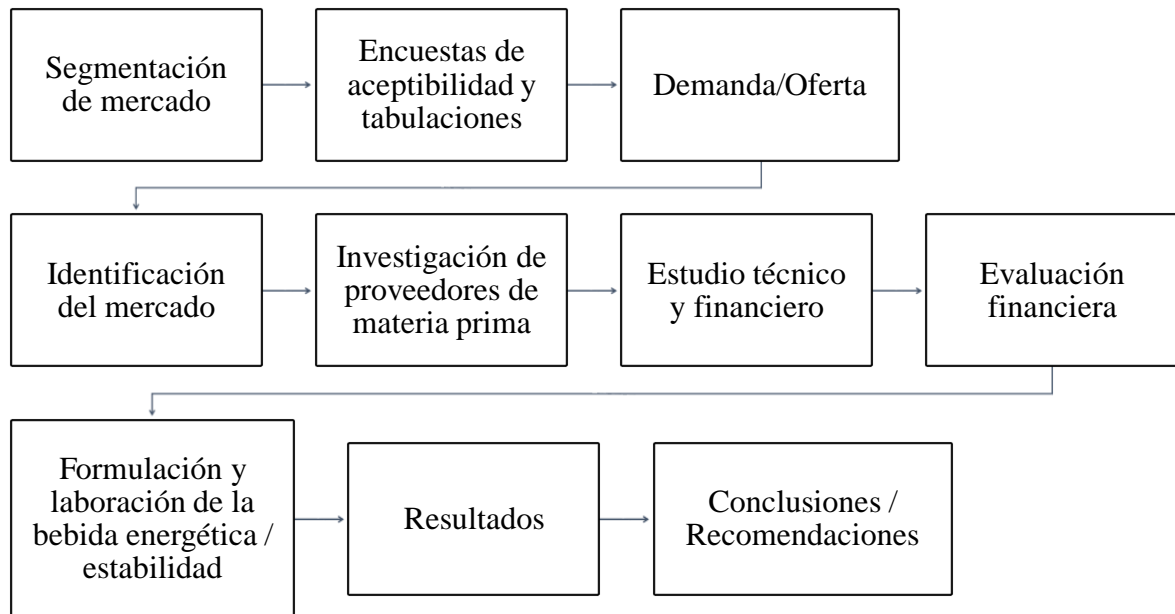 Segmentación
de mercado
Encuestas de
aceptibilidad y
tabulaciones
Demanda/Oferta
Identificación
del mercado
Investigación de
proveedores de
materia prima
Estudio técnico
y financiero
Evaluación
financiera
Formulación y
laboración de la
bebida energética /
estabilidad
Resultados
Conclusiones /
Recomendaciones